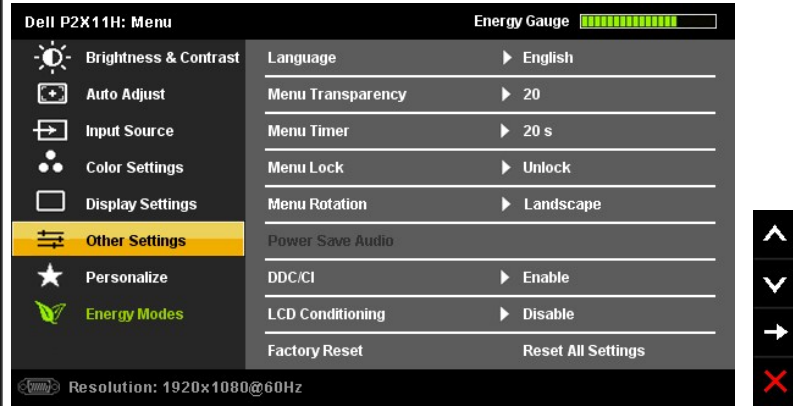 Dell P2X11H: Menu Energy Gauge
Brightness & Contrast
Auto Adjust
Input Source
Color Settings
Display Settings
Other Settings
Personalize
Energy Modes
Language English
Menu Transparency 20
Menu Timer 20 s
Menu Lock Unlock
Menu Rotation Landscape
Power Save Audio
DDC/CI Enable
LCD Conditioning Disable
Factory Reset Reset All Settings
Resolution: 1920x1080@60Hz